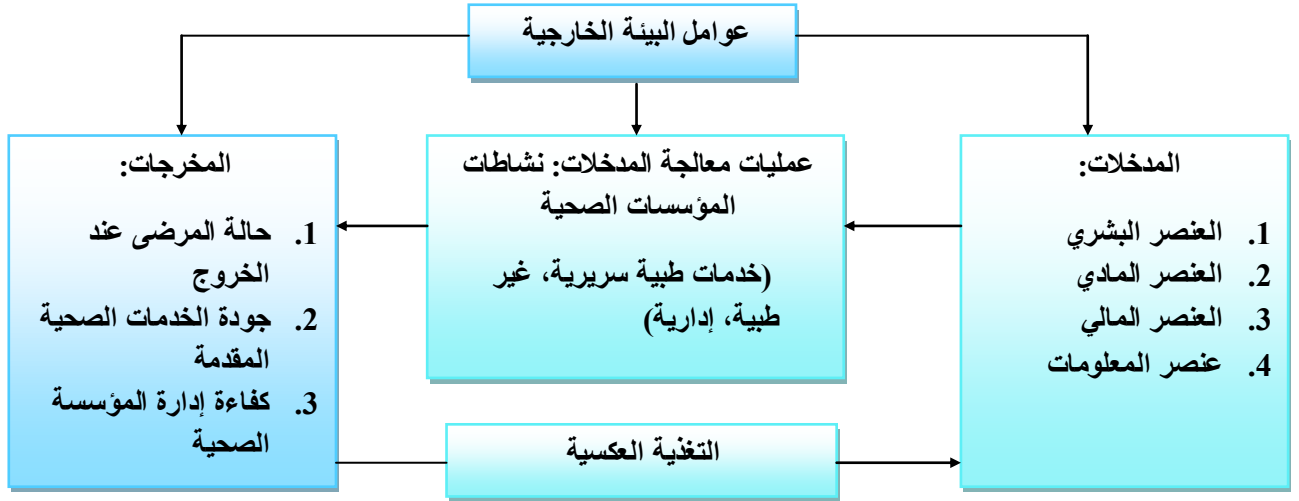 عوامل البيئة الخارجية
المدخلات:
1. العنصر البشري
2. العنصر المادي
3. العنصر المالي
4. عنصر المعلومات
عمليات معالجة المدخلات: نشاطات
المؤسسات الصحية
(خدمات طبية سريرية، غير
طبية، إدارية)
المخرجات:
1. حالة المرضى عند
الخروج
2. جودة الخدمات الصحية
المقدمة
3. كفاءة إدارة المؤسسة
الصحية
التغذية العكسية